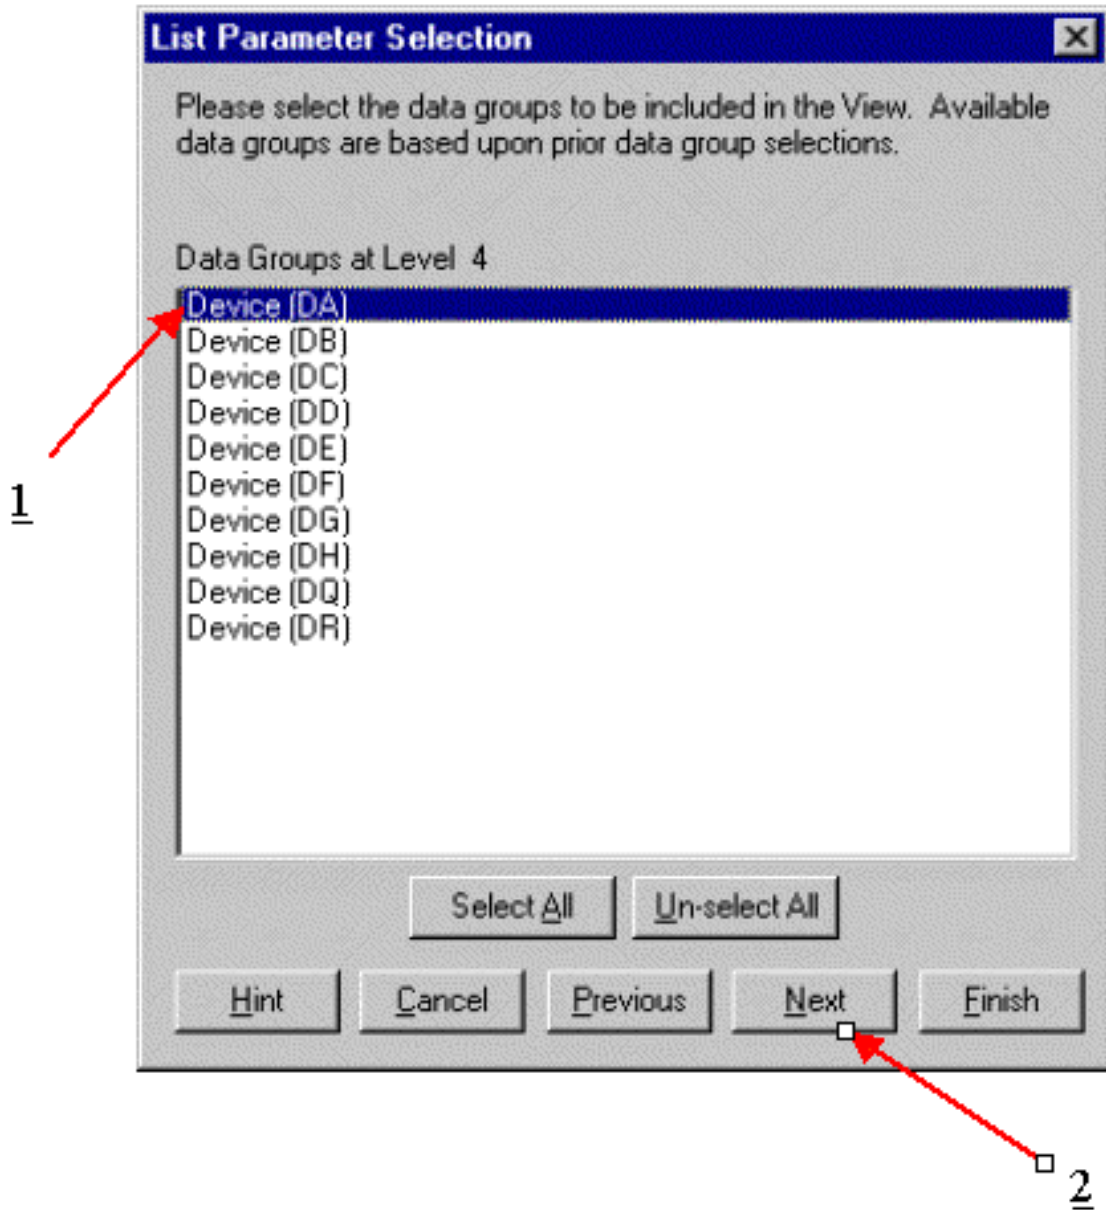 List Parameter Selection
Please select the data groups to be included in the View. Available
data groups are based upon prior data group selections.
Data Groups at Level 4
Device (DA)
Device (DB)
Device (DC)
Device (DD)
Device (DE)
Device (DF)
Device (DG)
Device (DH)
Device (DQ)
Device (DR)
1
Select All Un-select All
Hint Cancel Previous Next Finish
2